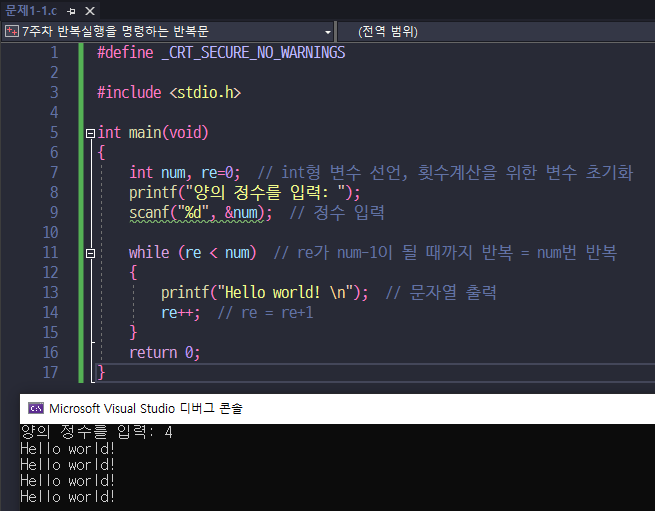 문제1-1.c
7주차 반복실행을 명령하는 반복문 (전역 범위)
1 #define _CRT_SECURE_NO_WARNINGS
2
3 #include <stdio.h>
4
5 int main(void)
6 {
7 int num, re=0; // int형 변수 선언, 횟수계산을 위한 변수 초기화
8 printf("양의 정수를 입력: ");
9 scanf("%d", &num); // 정수 입력
10
11 while (re < num) // re가 num-1이 될 때까지 반복 = num번 반복
12 {
13 printf("Hello world! \n"); // 문자열 출력
14 re++; // re = re+1
15 }
16 return 0;
17 }
C:\ Microsoft Visual Studio 디버그 콘솔
양의 정수를 입력: 4
Hello world!
Hello world!
Hello world!
Hello world!